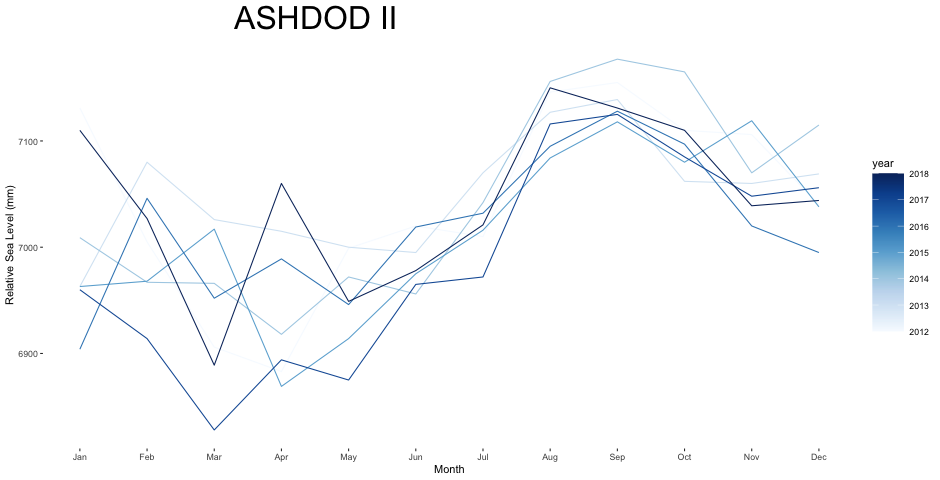 ASHDOD II
Relative Sea Level (mm)
7100
7000
6900
Jan Feb Mar Apr May Jun Jul Aug Sep Oct Nov Dec
Month
year
2018
2017
2016
2015
2014
2013
2012